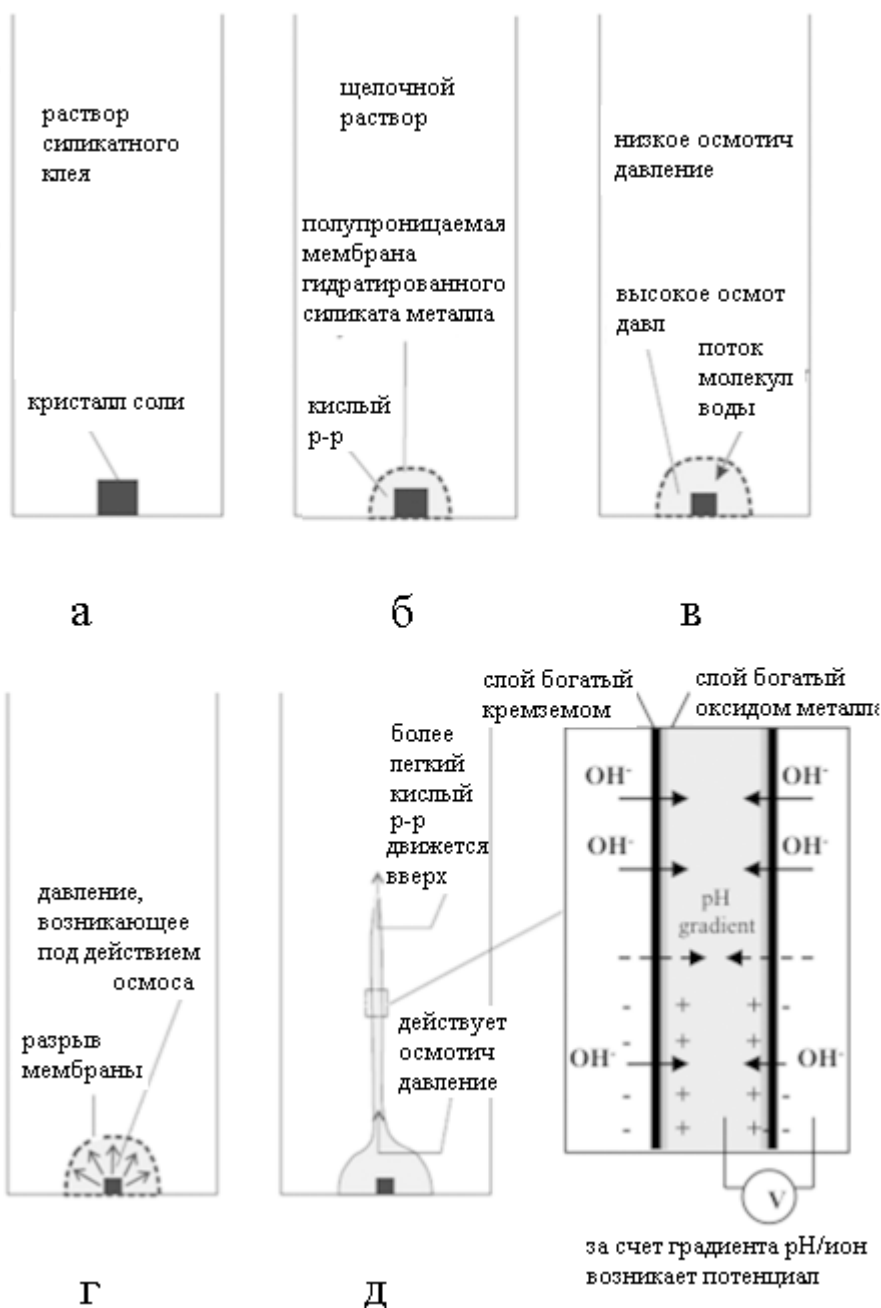 раствор
силикатного
клея
кристалл соли
а
щелочной
раствор
полупроницаемая
мембрана
гидратированного
силиката металла
кислый
р-р
б
низкое осмотич
давление
высокое осмот
давл
поток
молекул
воды
в
давление,
возникающее
под действием
осмоса
разрыв
мембраны
г
более
легкий
кислый
р-р
движется
вверх
действует
осмотич
давление
д
слой богатый
кремземом
слой богатый
оксидом металла
OH- OH-
OH- OH-
pH
gradient
- + + -
- + + -
OH- OH-
- + + -
- + + - -
V
за счет градиента pH/ион
возникает потенциал